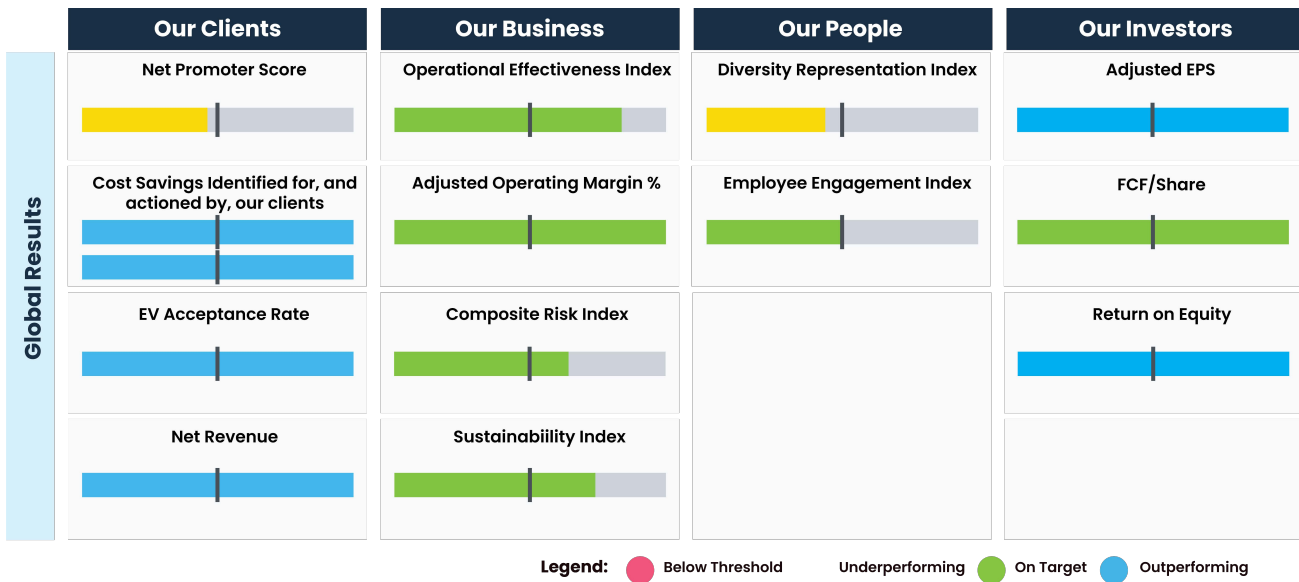 Our Clients
Our Business
Our People
Our Investors
Global Results
Net Promoter Score
Operational Effectiveness Index
Diversity Representation Index
Adjusted EPS
Cost Savings Identified for, and
actioned by, our clients
Adjusted Operating Margin %
Employee Engagement Index
FCF/Share
EV Acceptance Rate
Composite Risk Index
Return on Equity
Net Revenue
Sustainabiility Index
Legend:
Below Threshold
Underperforming
On Target
Outperforming